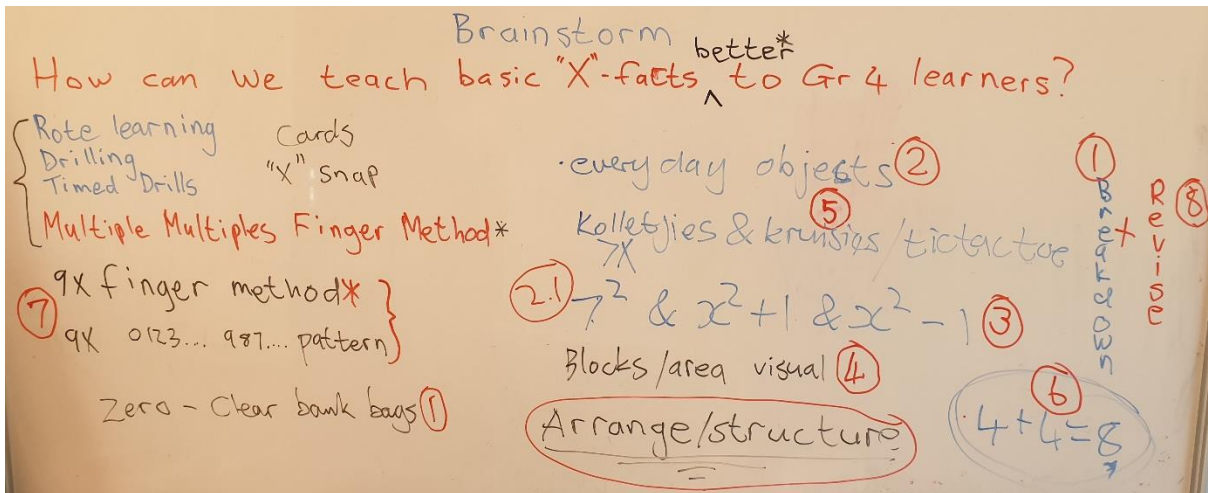 Brainstorm
better*
How can we teach basic "X"-facts ^ to Gr 4 learners?
Rote learning
Drilling
Timed Drills
Cards
"X" Snap
Multiple Multiples Finger Method*
⑦ 9X finger method*
9X 0123... 987.... pattern
Zero - Clear bank bags ①
·everyday objects ②
⑤
Kolletjies & kruisies/tictactoe
7X
2.1 7² & x² + 1 & x² - 1 ③
Blocks/area visual ④
Arrange/structure
① Breakdown
+
Revise ⑧
⑥
·4+4=8